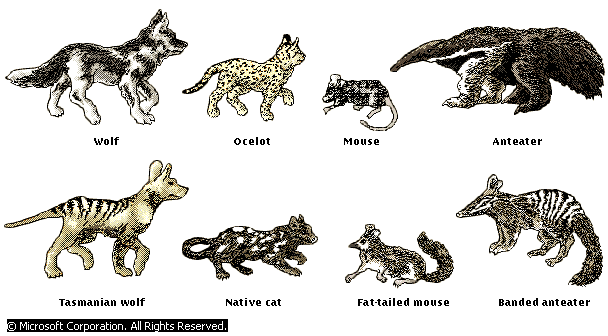 Wolf Ocelot Mouse Anteater
Tasmanian wolf Native cat Fat-tailed mouse Banded anteater
© Microsoft Corporation. All Rights Reserved.